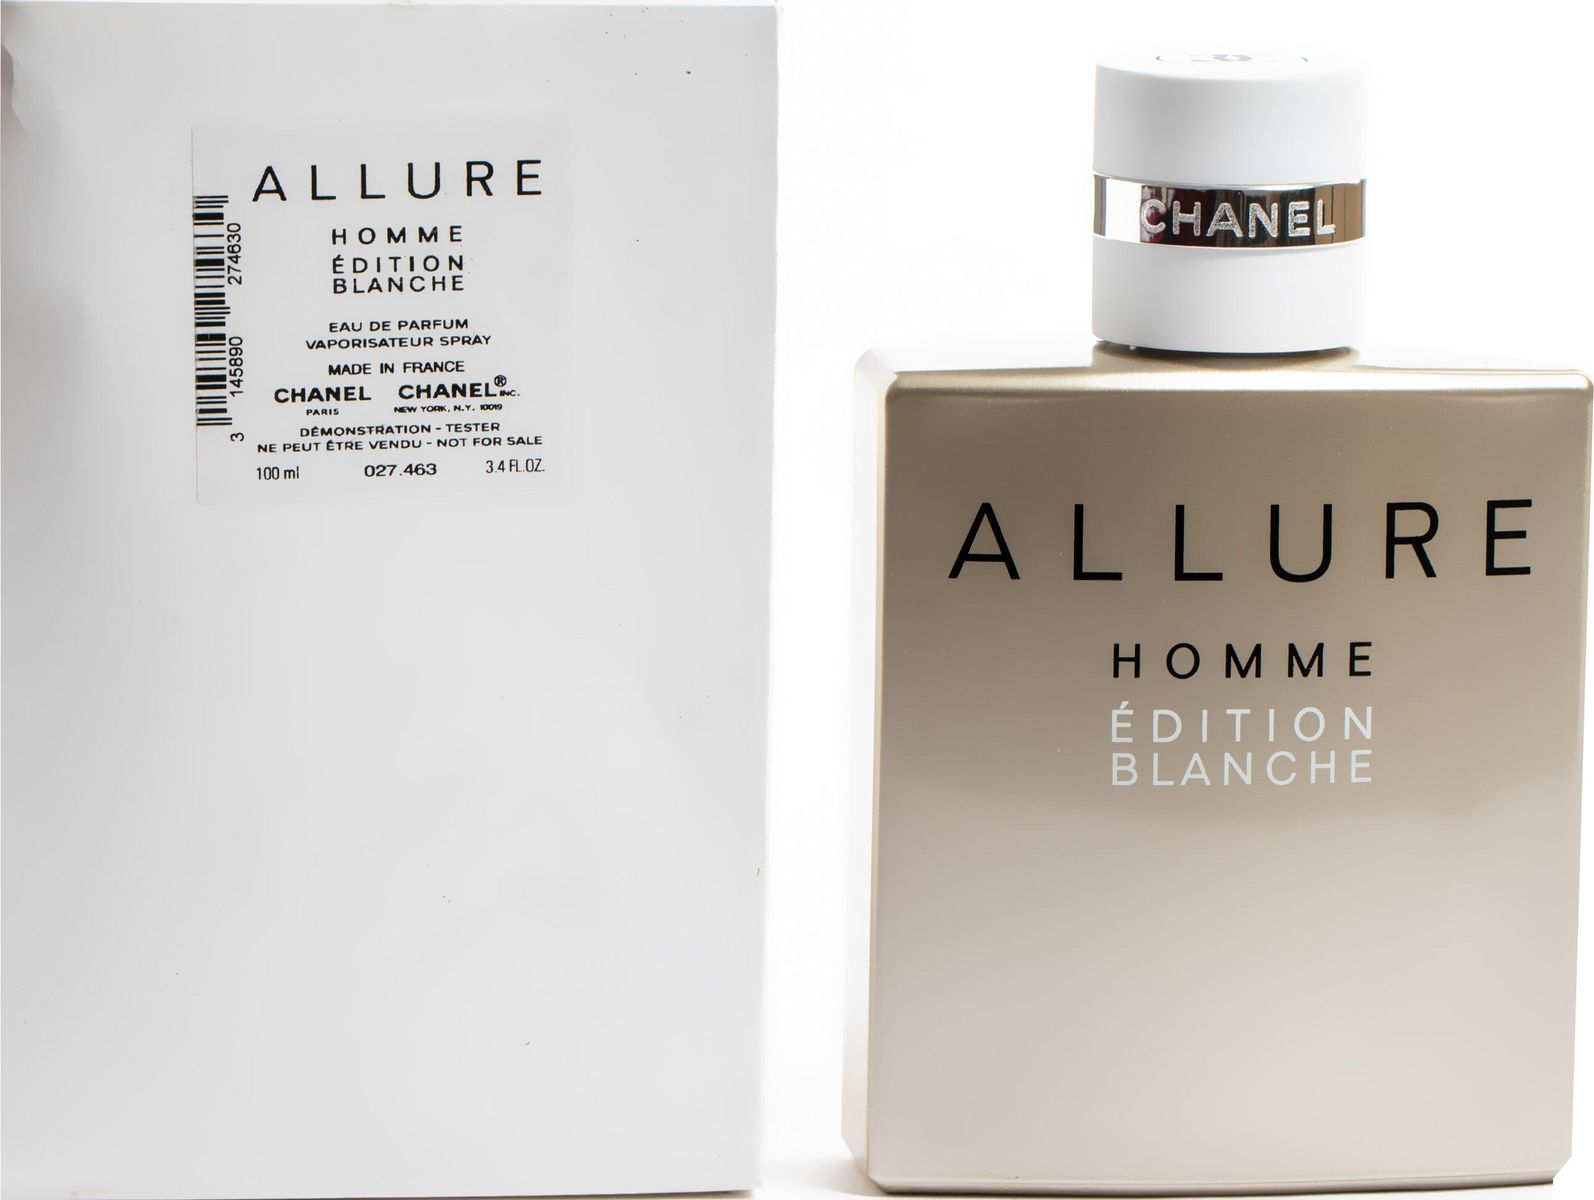 ALLURE
HOMME
ÉDITION
BLANCHE
EAU DE PARFUM
VAPORISATEUR SPRAY
MADE IN FRANCE
CHANEL CHANEL® INC.
PARIS NEW YORK, N.Y. 10019
DÉMONSTRATION - TESTER
NE PEUT ÊTRE VENDU - NOT FOR SALE
100 ml 027.463 3.4 FL.OZ.
3 145890 274630
CHANEL
ALLURE
HOMME
ÉDITION
BLANCHE